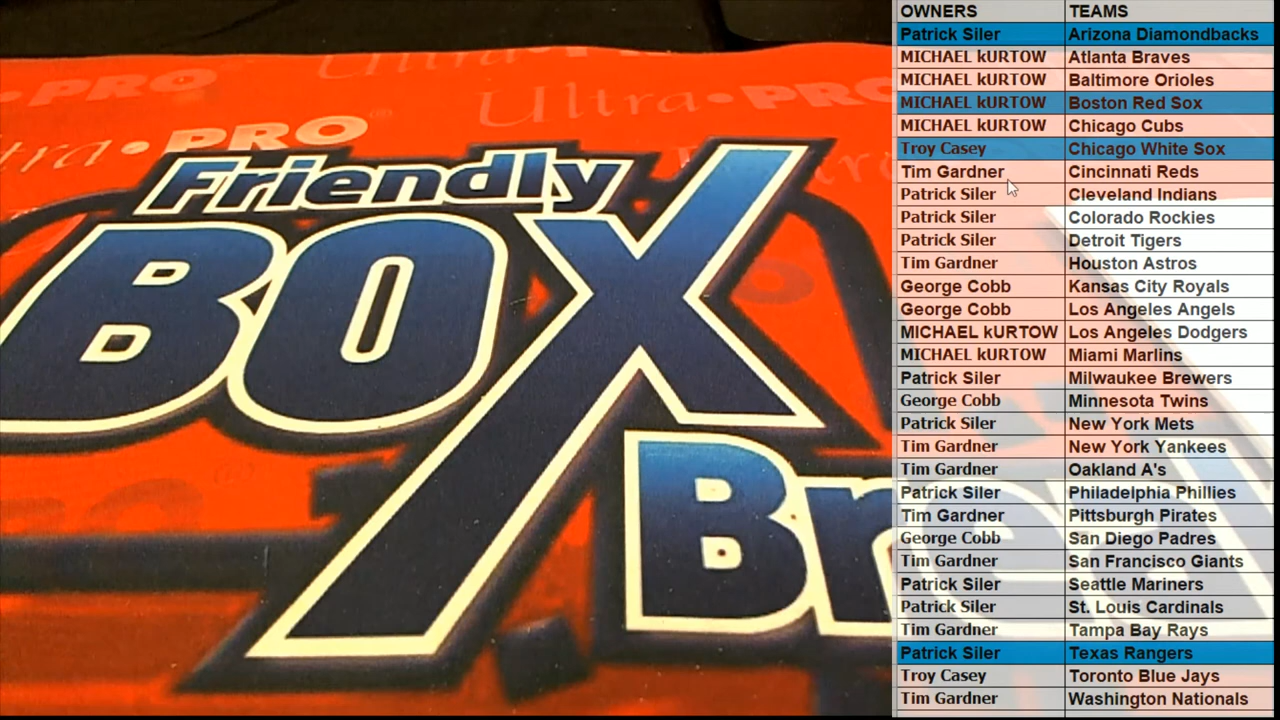 Ultra PRO
PRO
Ultra•PRO
tra•PRO
Friendly
BOX
Br
OWNERS TEAMS
Patrick Siler Arizona Diamondbacks
MICHAEL kURTOW Atlanta Braves
MICHAEL kURTOW Baltimore Orioles
MICHAEL kURTOW Boston Red Sox
MICHAEL kURTOW Chicago Cubs
Troy Casey Chicago White Sox
Tim Gardner Cincinnati Reds
Patrick Siler Cleveland Indians
Patrick Siler Colorado Rockies
Patrick Siler Detroit Tigers
Tim Gardner Houston Astros
George Cobb Kansas City Royals
George Cobb Los Angeles Angels
MICHAEL kURTOW Los Angeles Dodgers
MICHAEL kURTOW Miami Marlins
Patrick Siler Milwaukee Brewers
George Cobb Minnesota Twins
Patrick Siler New York Mets
Tim Gardner New York Yankees
Tim Gardner Oakland A's
Patrick Siler Philadelphia Phillies
Tim Gardner Pittsburgh Pirates
George Cobb San Diego Padres
Tim Gardner San Francisco Giants
Patrick Siler Seattle Mariners
Patrick Siler St. Louis Cardinals
Tim Gardner Tampa Bay Rays
Patrick Siler Texas Rangers
Troy Casey Toronto Blue Jays
Tim Gardner Washington Nationals